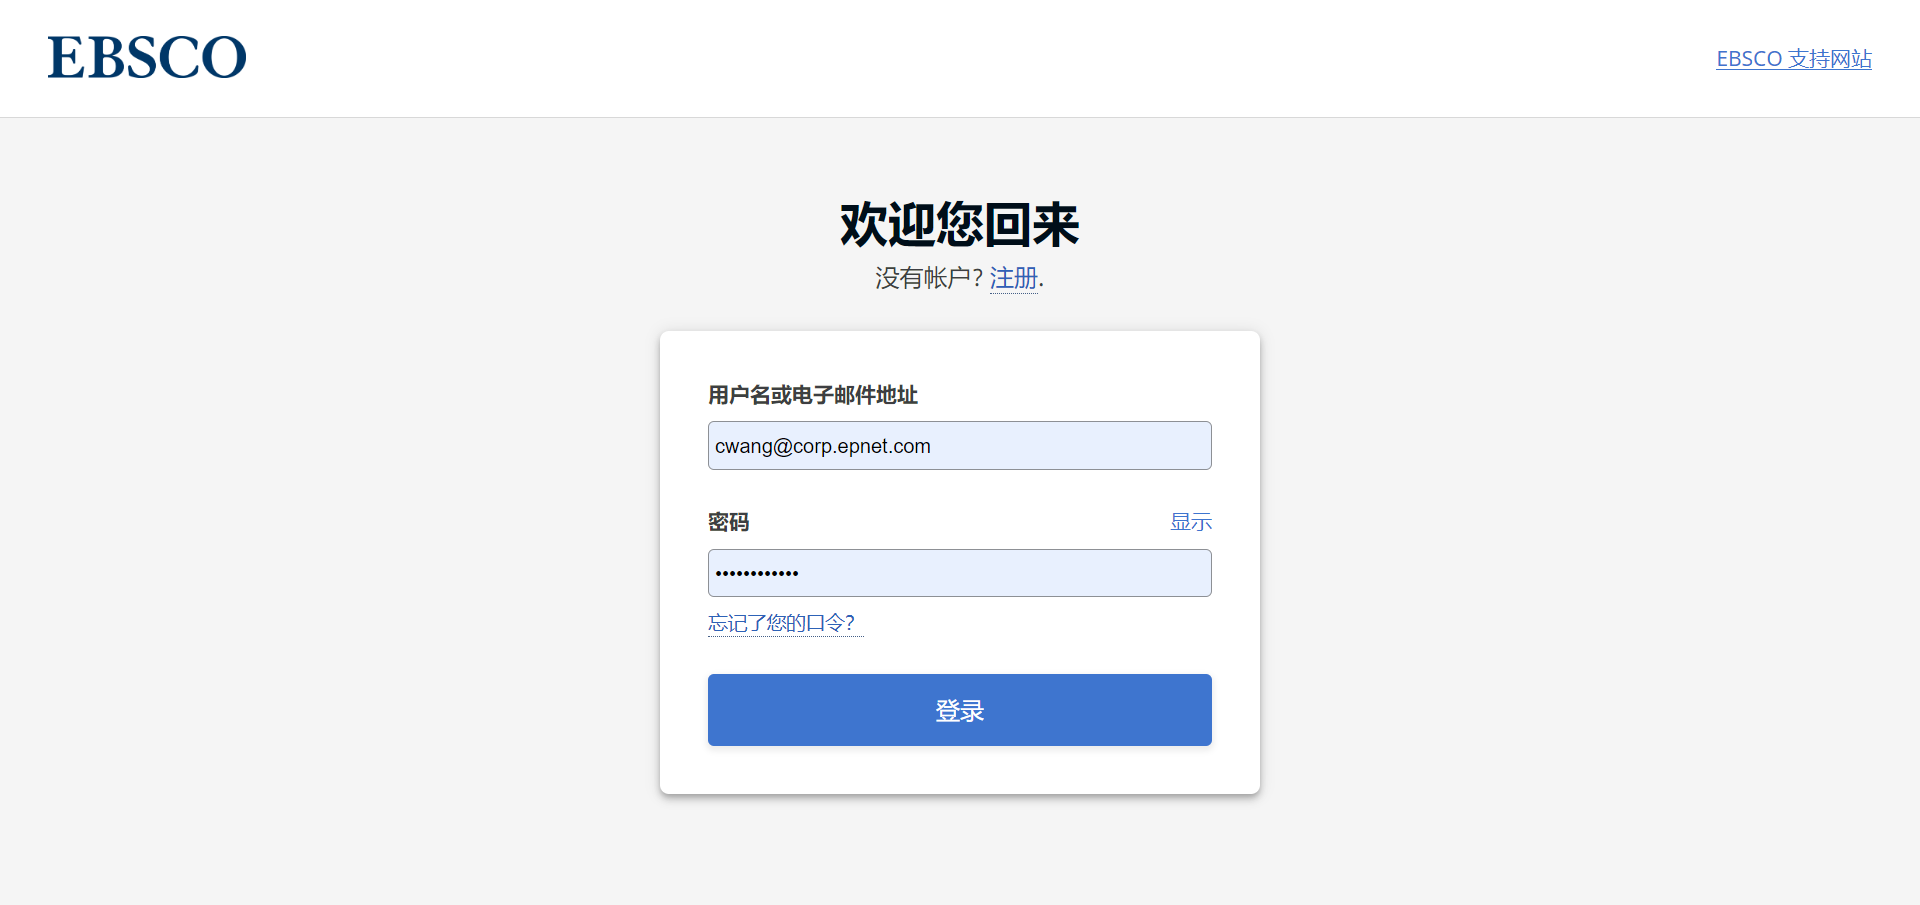 EBSCO
EBSCO 支持网站
欢迎您回来
没有帐户? 注册.
用户名或电子邮件地址
cwang@corp.epnet.com
密码 显示
••••••••••••
忘记了您的口令?
登录